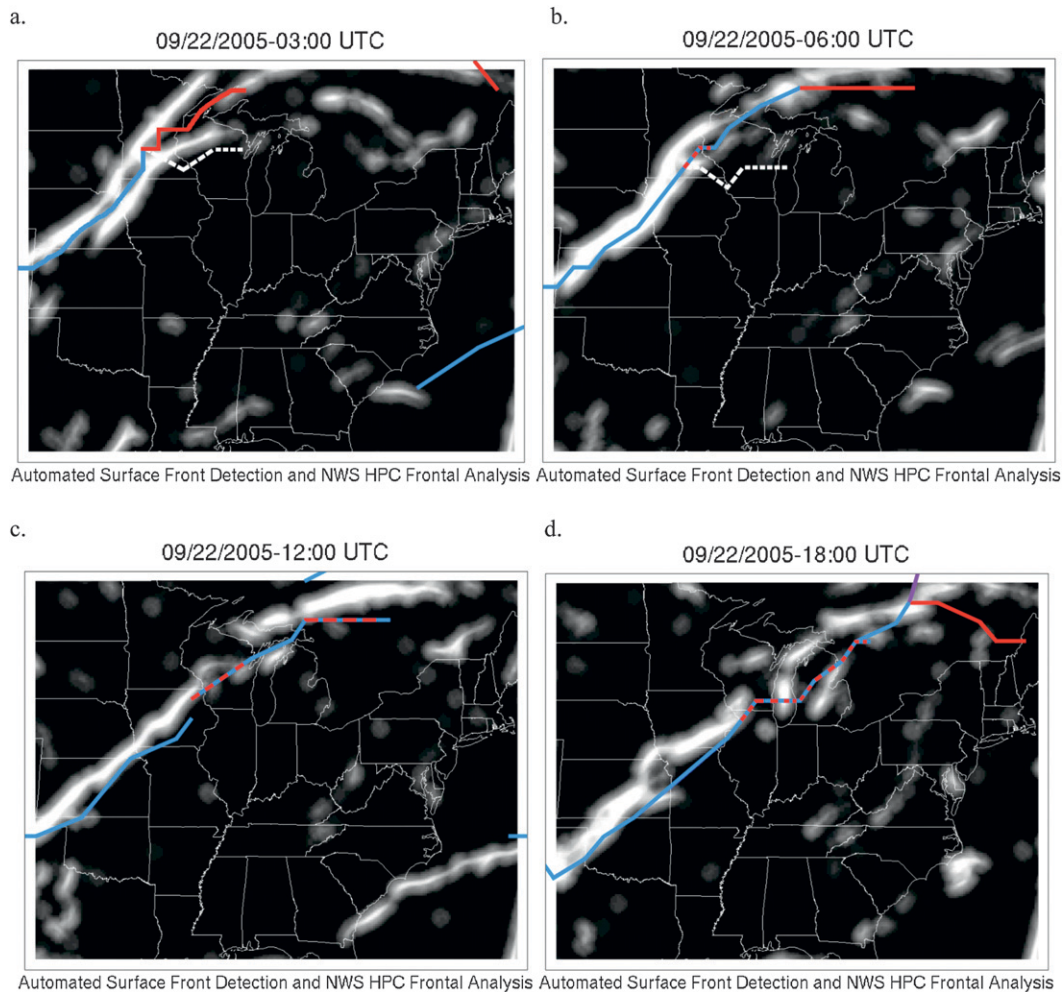 a.
09/22/2005-03:00 UTC
Automated Surface Front Detection and NWS HPC Frontal Analysis
b.
09/22/2005-06:00 UTC
Automated Surface Front Detection and NWS HPC Frontal Analysis
c.
09/22/2005-12:00 UTC
Automated Surface Front Detection and NWS HPC Frontal Analysis
d.
09/22/2005-18:00 UTC
Automated Surface Front Detection and NWS HPC Frontal Analysis